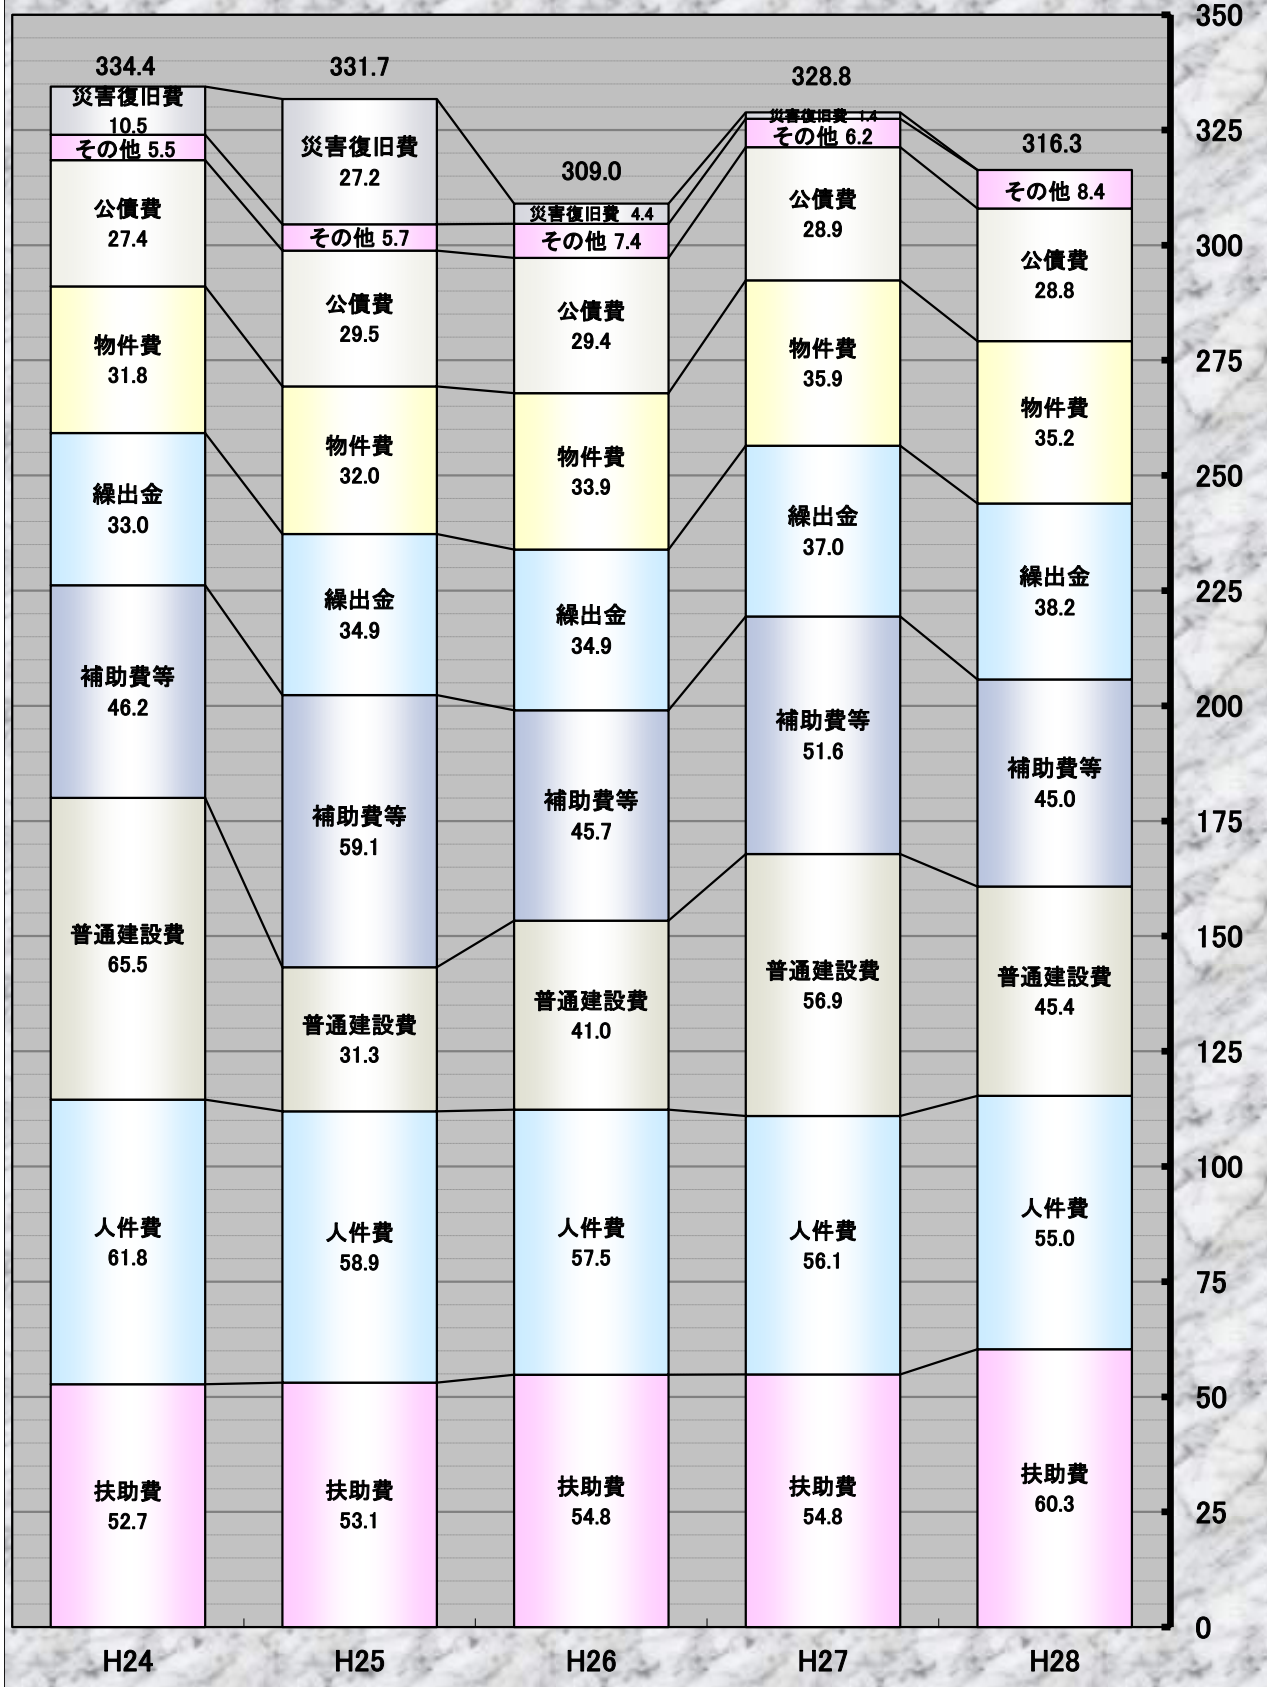 334.4
災害復旧費
10.5
その他 5.5
公債費
27.4
物件費
31.8
繰出金
33.0
補助費等
46.2
普通建設費
65.5
人件費
61.8
扶助費
52.7
H24
331.7
災害復旧費
27.2
その他 5.7
公債費
29.5
物件費
32.0
繰出金
34.9
補助費等
59.1
普通建設費
31.3
人件費
58.9
扶助費
53.1
H25
309.0
災害復旧費 4.4
その他 7.4
公債費
29.4
物件費
33.9
繰出金
34.9
補助費等
45.7
普通建設費
41.0
人件費
57.5
扶助費
54.8
H26
328.8
災害復旧費 1.4
その他 6.2
公債費
28.9
物件費
35.9
繰出金
37.0
補助費等
51.6
普通建設費
56.9
人件費
56.1
扶助費
54.8
H27
316.3
その他 8.4
公債費
28.8
物件費
35.2
繰出金
38.2
補助費等
45.0
普通建設費
45.4
人件費
55.0
扶助費
60.3
H28
350
325
300
275
250
225
200
175
150
125
100
75
50
25
0